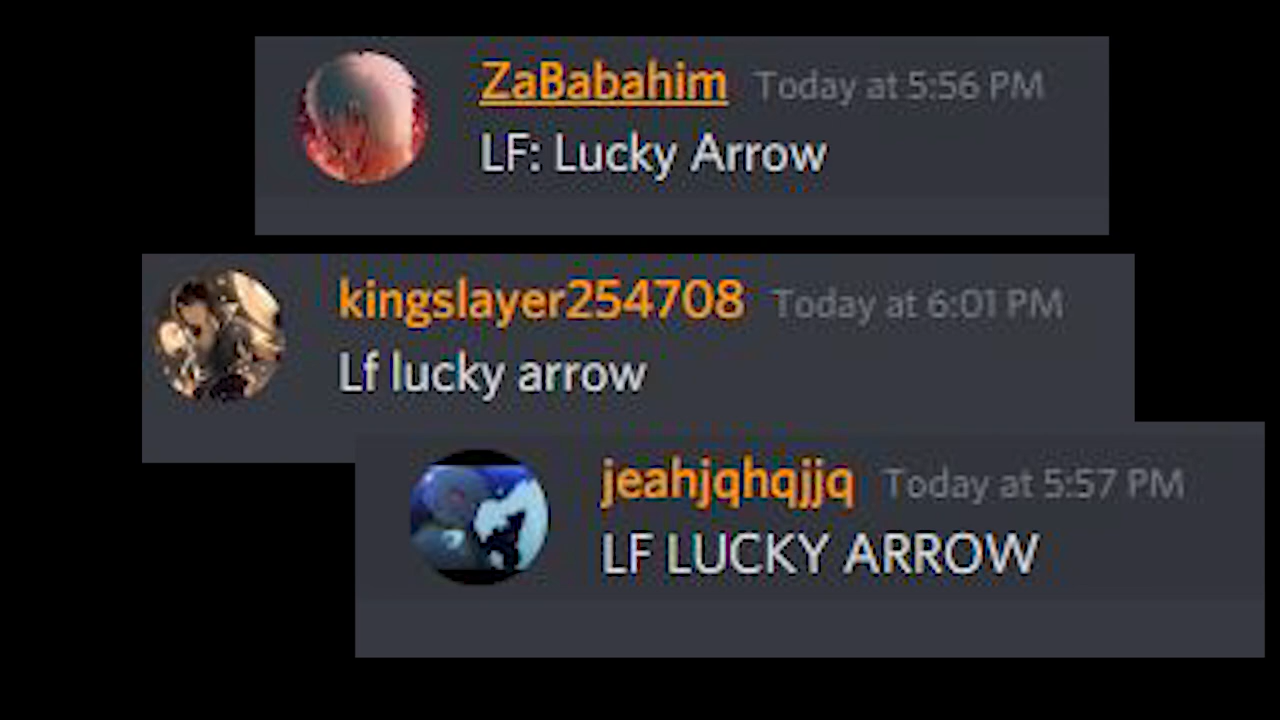 ZaBabahim Today at 5:56 PM
LF: Lucky Arrow
kingslayer254708 Today at 6:01 PM
Lf lucky arrow
jeahjqhqjjq Today at 5:57 PM
LF LUCKY ARROW